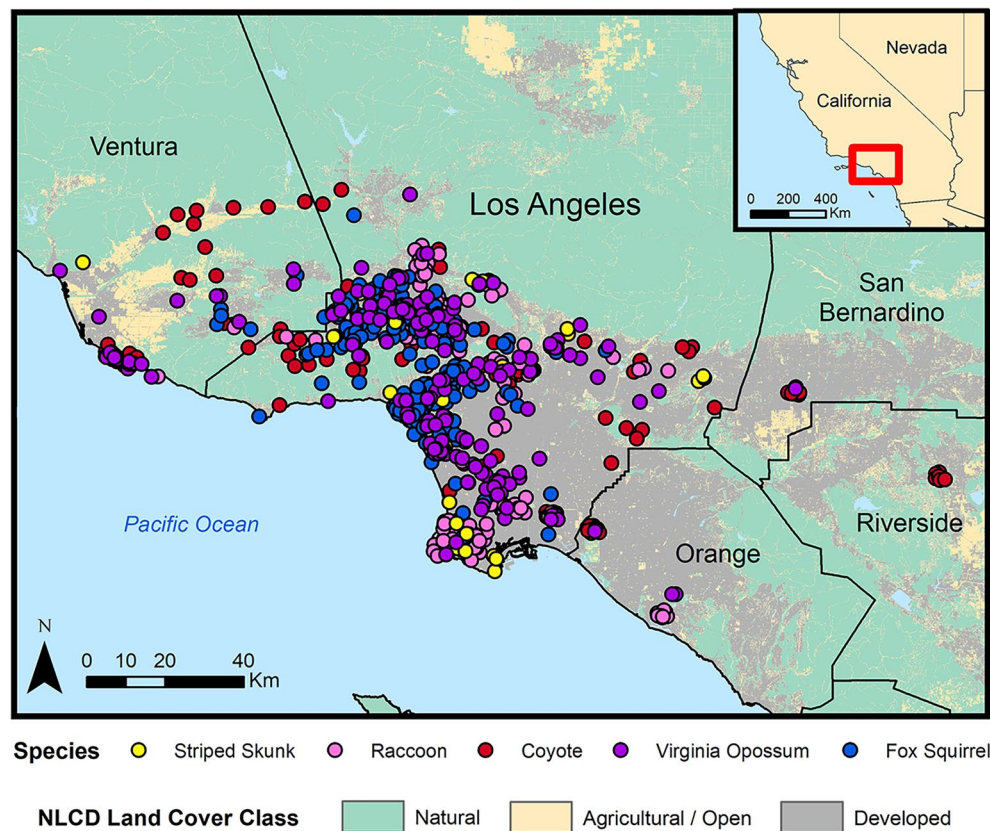 Nevada
California
0 200 400
Km
Ventura
Los Angeles
San
Bernardino
Pacific Ocean
Riverside
Orange
N
0 10 20 40
Km
Species Striped Skunk Raccoon Coyote Virginia Opossum Fox Squirrel
NLCD Land Cover Class Natural Agricultural / Open Developed